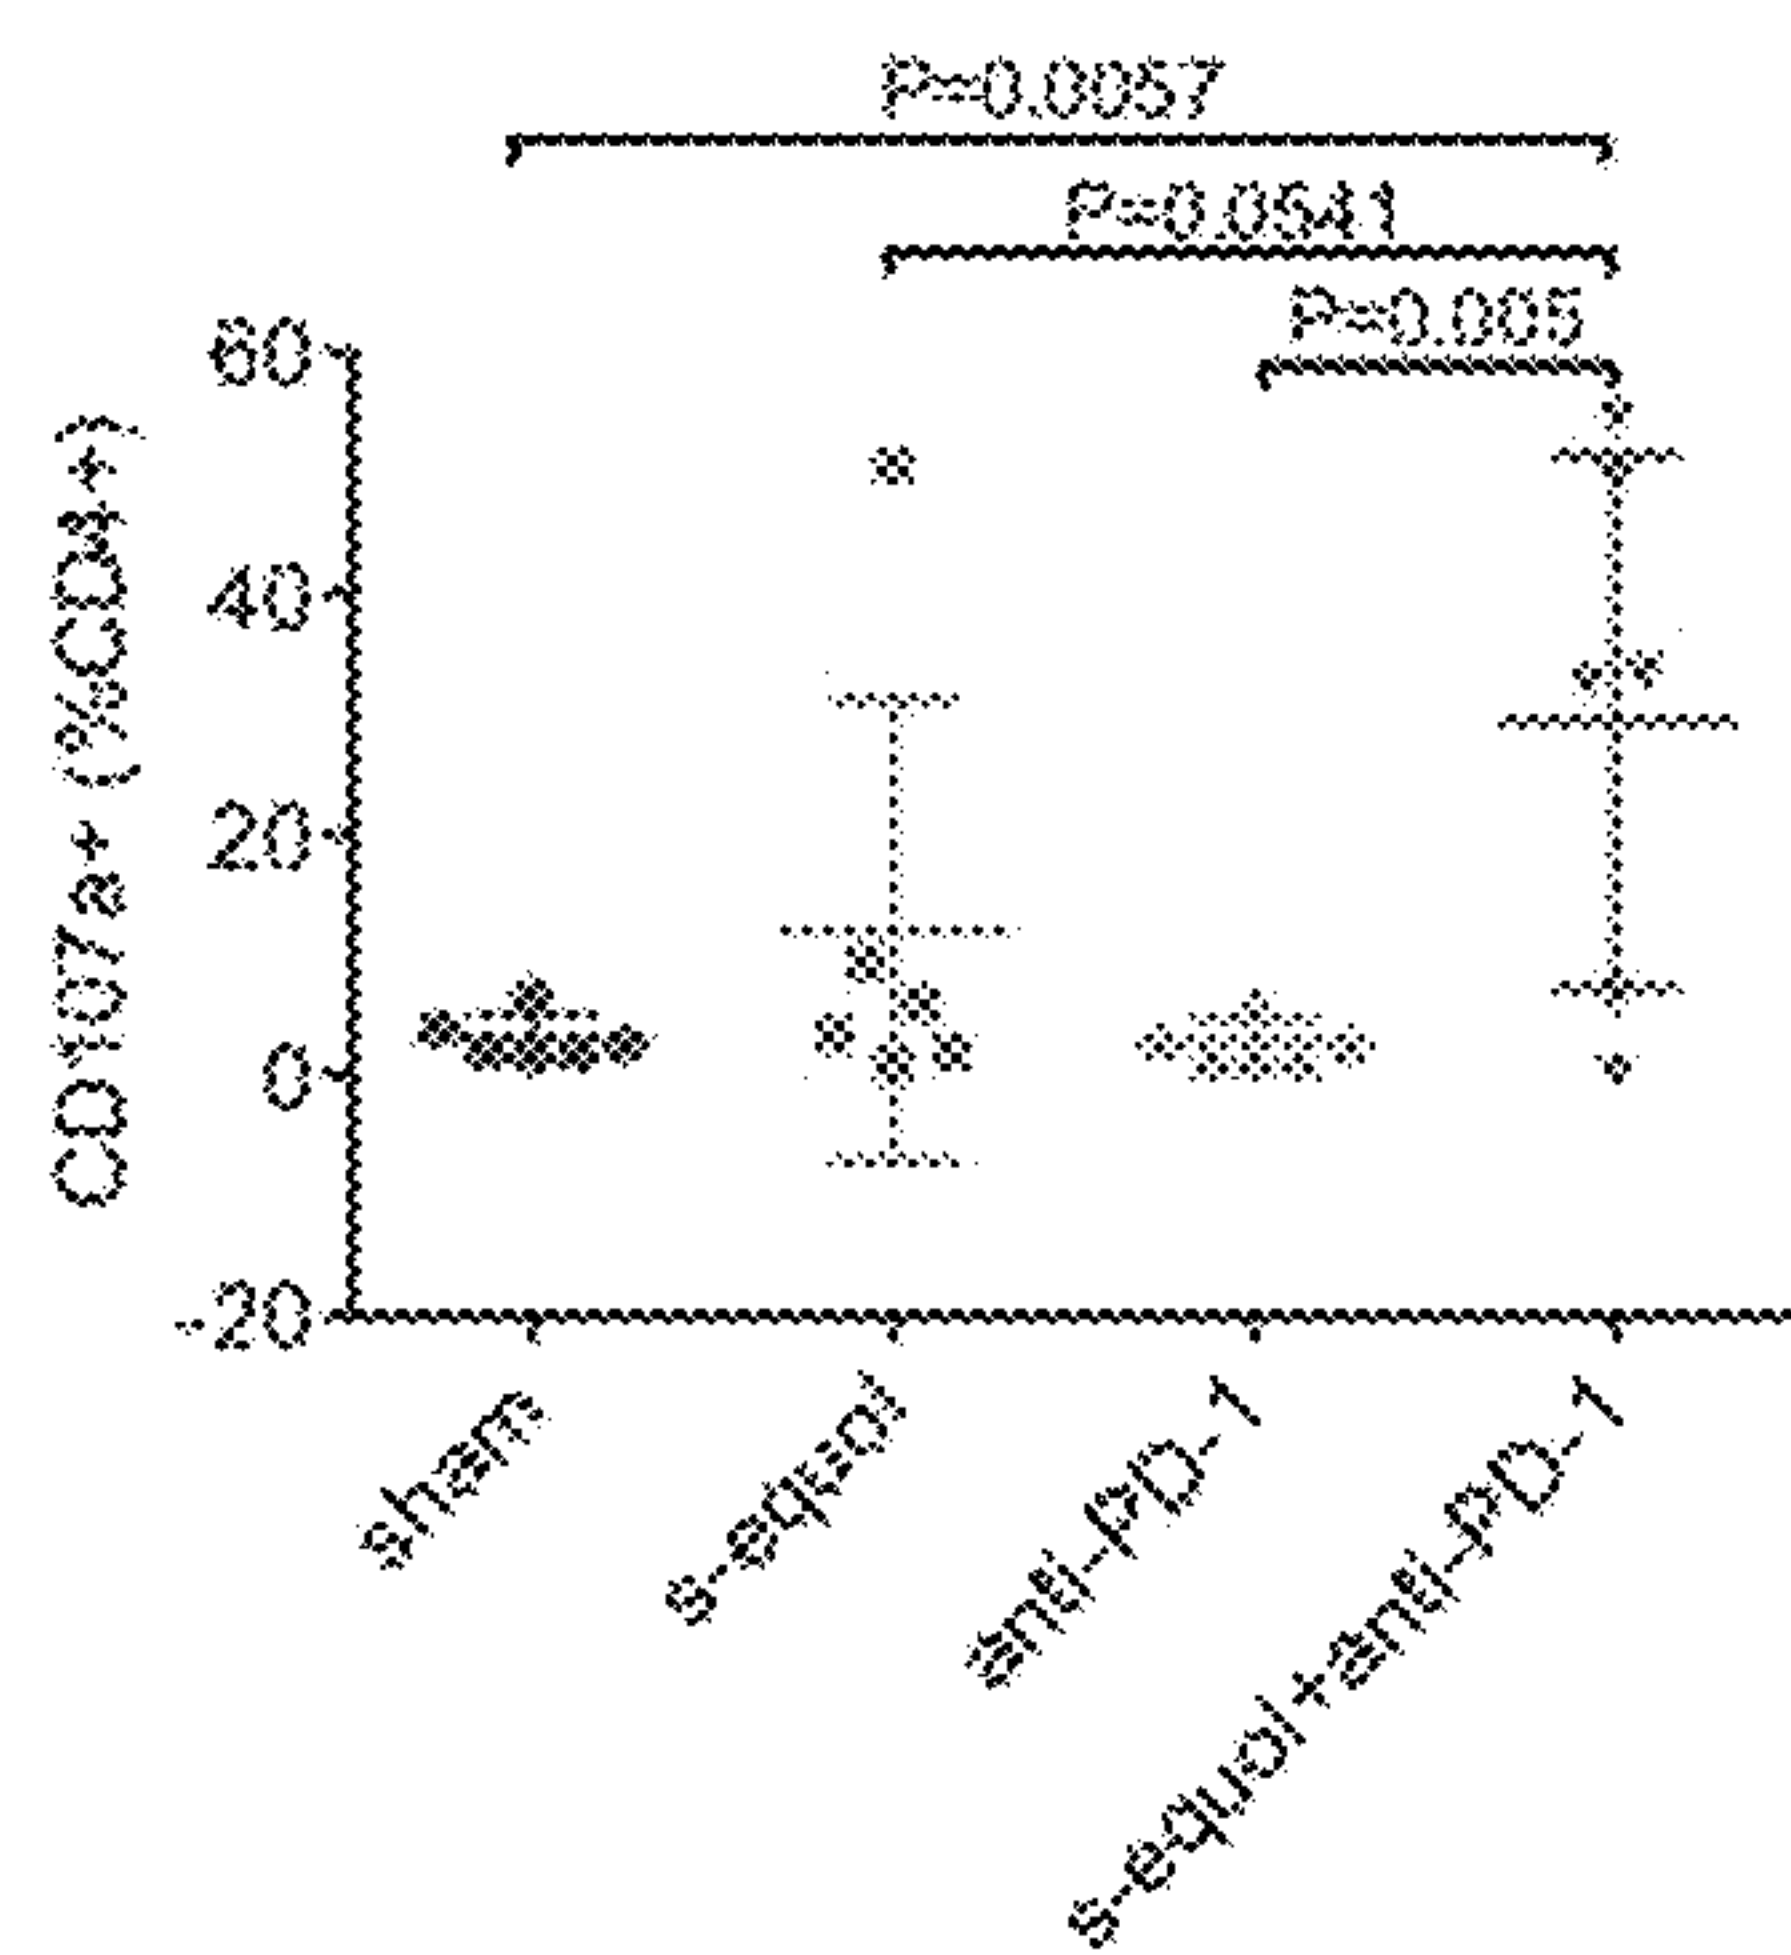 P=0.0057
P=0.0541
P=0.005
60
40
20
0
-20
CD107a+ (%CD4+)
sham
s-equol
anti-PD-1
s-equol+anti-PD-1